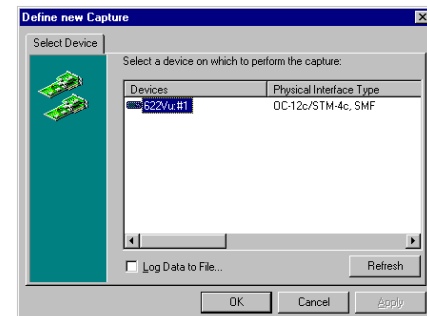 Define new Capture
Select Device
Select a device on which to perform the capture:
Devices Physical Interface Type
622Vu:#1 OC-12c/STM-4c, SMF
Log Data to File...
Refresh
OK Cancel Apply